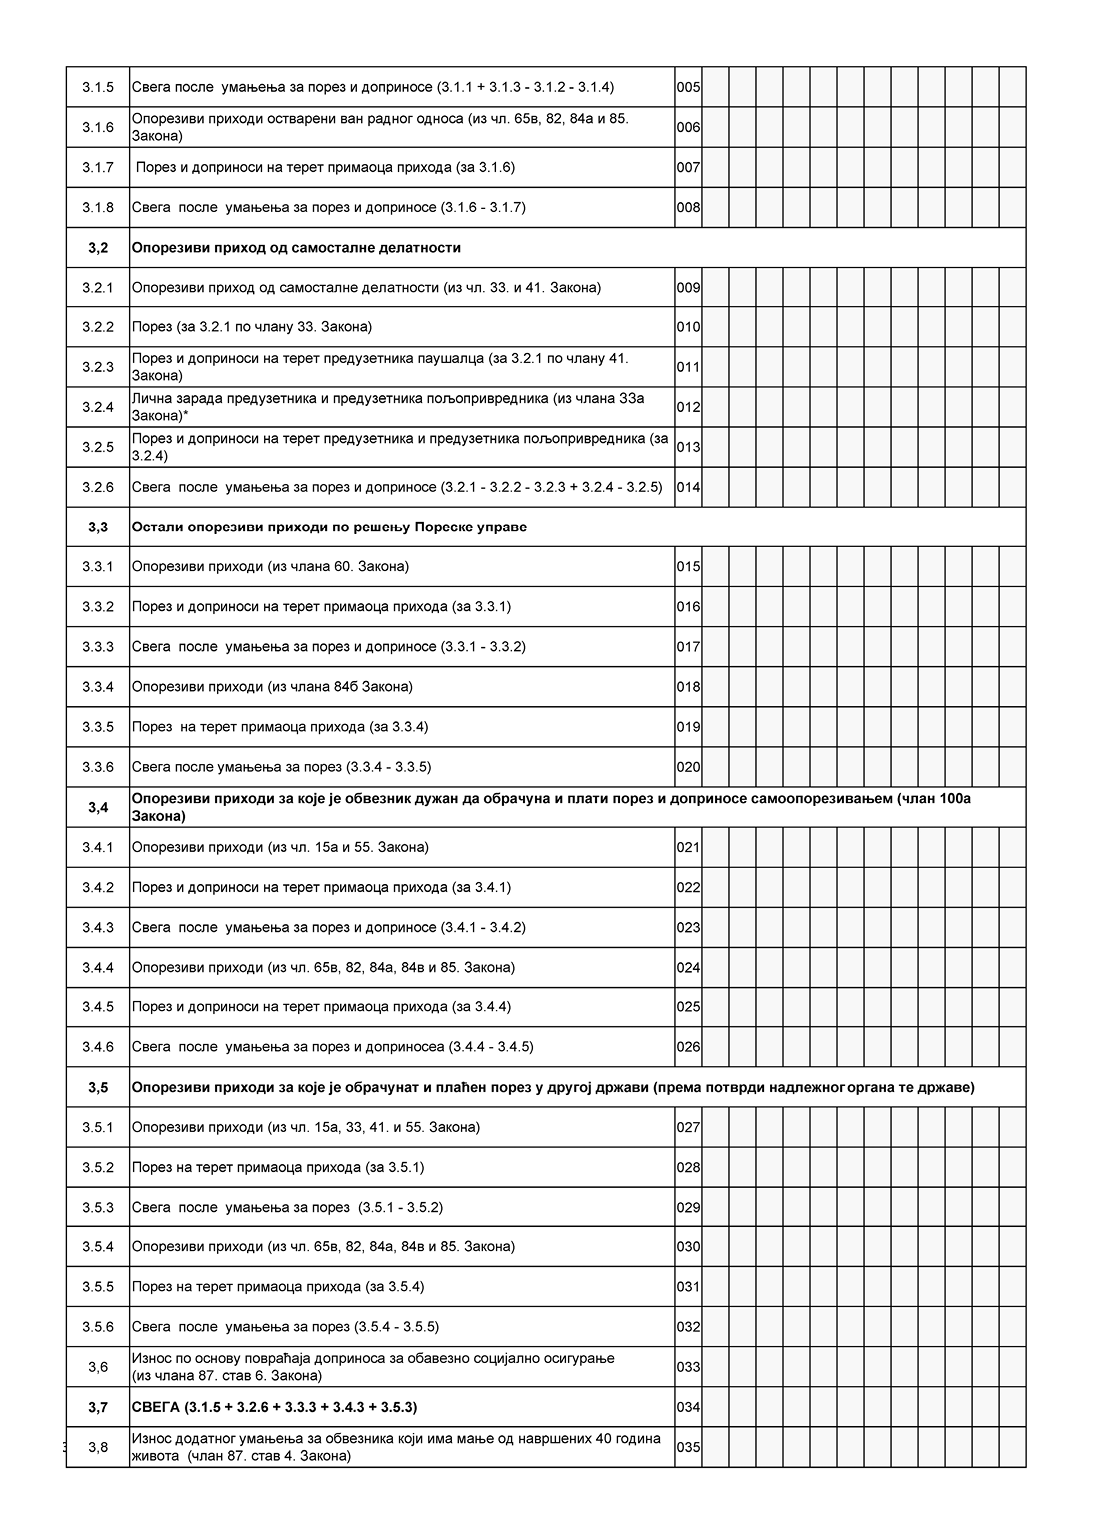 3.1.5 Свега после умањења за порез и доприносе (3.1.1 + 3.1.3 - 3.1.2 - 3.1.4) 005
3.1.6 Опорезиви приходи остварени ван радног односа (из чл. 65в, 82, 84а и 85.
Закона) 006
3.1.7 Порез и доприноси на терет примаоца прихода (за 3.1.6) 007
3.1.8 Свега после умањења за порез и доприносе (3.1.6 - 3.1.7) 008
3,2 Опорезиви приход од самосталне делатности
3.2.1 Опорезиви приход од самосталне делатности (из чл. 33. и 41. Закона) 009
3.2.2 Порез (за 3.2.1 по члану 33. Закона) 010
3.2.3 Порез и доприноси на терет предузетника паушалца (за 3.2.1 по члану 41.
Закона) 011
3.2.4 Лична зарада предузетника и предузетника пољопривредника (из члана ЗЗа
Закона)* 012
3.2.5 Порез и доприноси на терет предузетника и предузетника пољопривредника (за
3.2.4) 013
3.2.6 Свега после умањења за порез и доприносе (3.2.1 - 3.2.2 - 3.2.3 + 3.2.4 - 3.2.5) 014
3,3 Остали опорезиви приходи по решењу Пореске управе
3.3.1 Опорезиви приходи (из члана 60. Закона) 015
3.3.2 Порез и доприноси на терет примаоца прихода (за 3.3.1) 016
3.3.3 Свега после умањења за порез и доприносе (3.3.1 - 3.3.2) 017
3.3.4 Опорезиви приходи (из члана 84б Закона) 018
3.3.5 Порез на терет примаоца прихода (за 3.3.4) 019
3.3.6 Свега после умањења за порез (3.3.4 - 3.3.5) 020
3,4 Опорезиви приходи за које је обвезник дужан да обрачуна и плати порез и доприносе самоопорезивањем (члан 100а
Закона)
3.4.1 Опорезиви приходи (из чл. 15а и 55. Закона) 021
3.4.2 Порез и доприноси на терет примаоца прихода (за 3.4.1) 022
3.4.3 Свега после умањења за порез и доприносе (3.4.1 - 3.4.2) 023
3.4.4 Опорезиви приходи (из чл. 65в, 82, 84а, 84в и 85. Закона) 024
3.4.5 Порез и доприноси на терет примаоца прихода (за 3.4.4) 025
3.4.6 Свега после умањења за порез и доприносеа (3.4.4 - 3.4.5) 026
3,5 Опорезиви приходи за које је обрачунат и плаћен порез у другој држави (према потврди надлежног органа те државе)
3.5.1 Опорезиви приходи (из чл. 15а, 33, 41. и 55. Закона) 027
3.5.2 Порез на терет примаоца прихода (за 3.5.1) 028
3.5.3 Свега после умањења за порез (3.5.1 - 3.5.2) 029
3.5.4 Опорезиви приходи (из чл. 65в, 82, 84а, 84в и 85. Закона) 030
3.5.5 Порез на терет примаоца прихода (за 3.5.4) 031
3.5.6 Свега после умањења за порез (3.5.4 - 3.5.5) 032
3,6 Износ по основу повраћаја доприноса за обавезно социјално осигурање
(из члана 87. став 6. Закона) 033
3,7 СВЕГА (3.1.5 + 3.2.6 + 3.3.3 + 3.4.3 + 3.5.3) 034
3,8 Износ додатног умањења за обвезника који има мање од навршених 40 година
живота (члан 87. став 4. Закона) 035